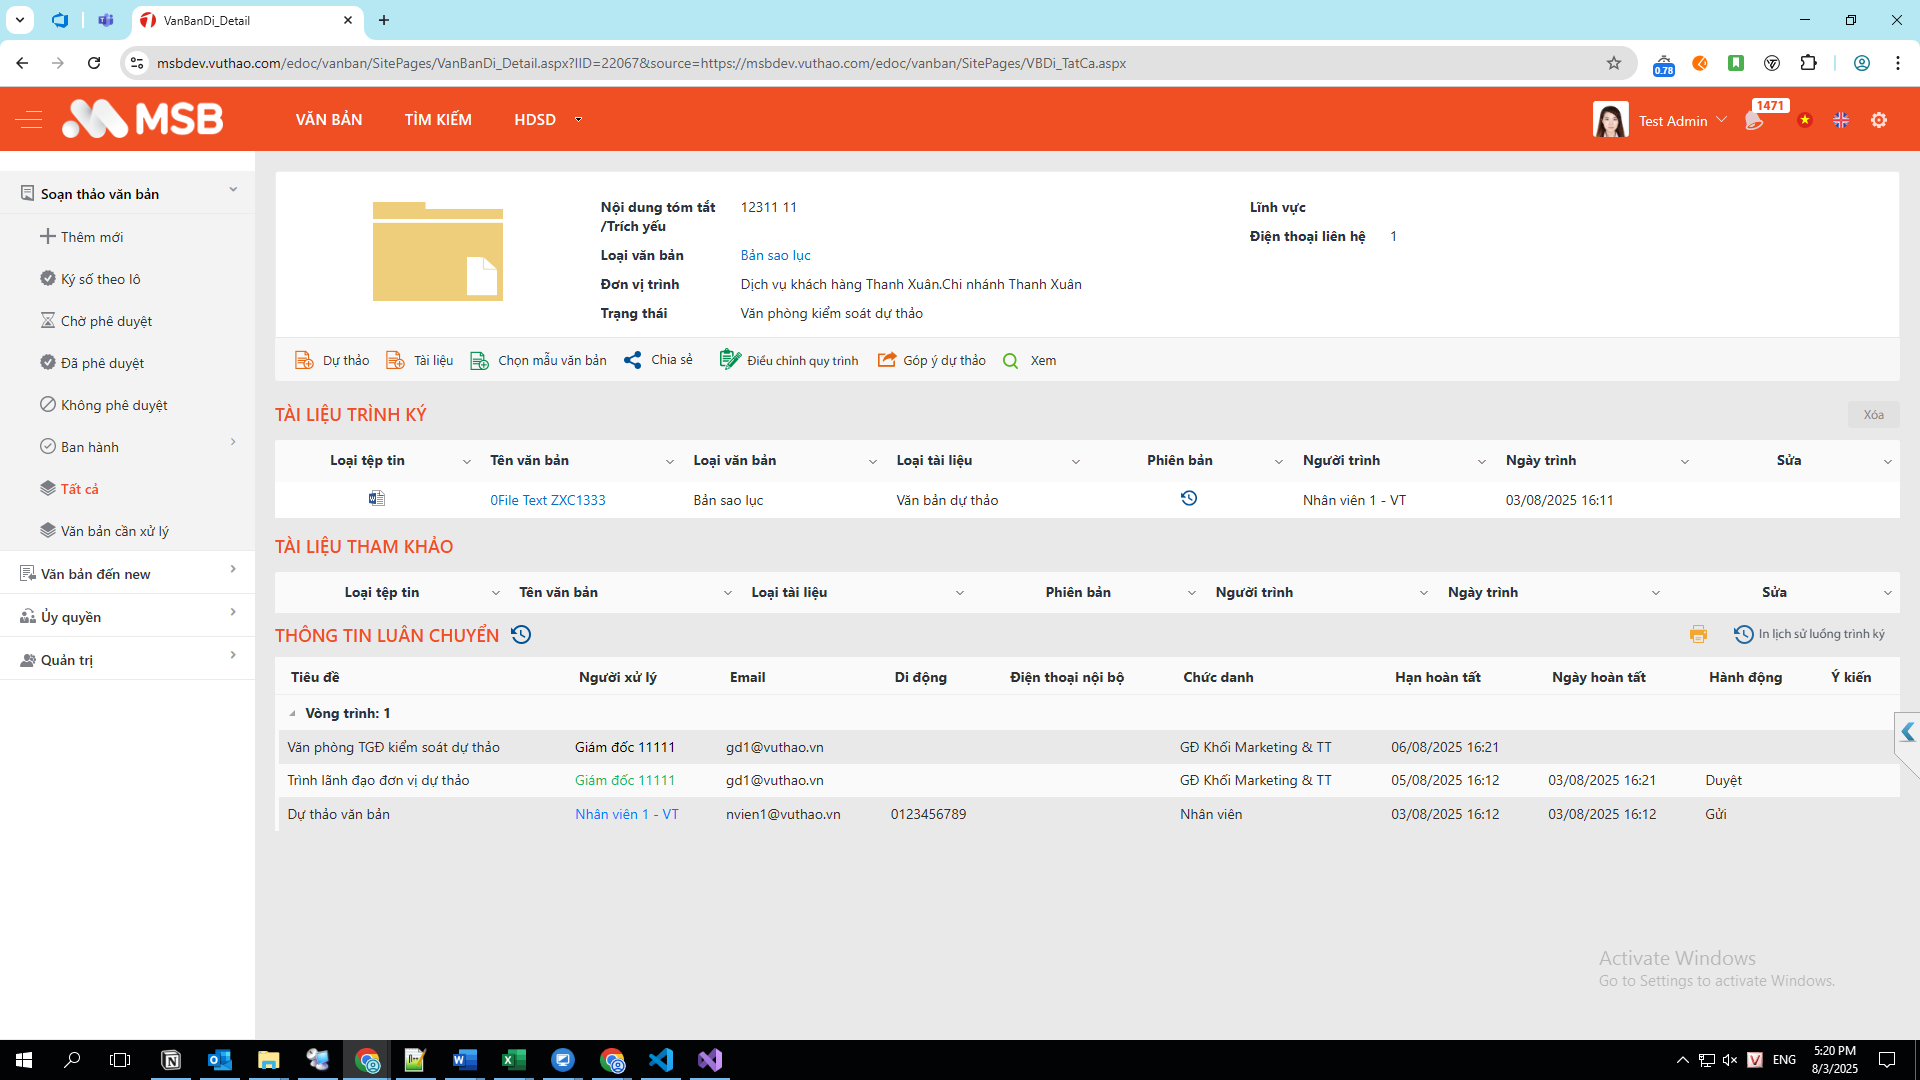 VanBanDi_Detail
msbdev.vuthao.com/edoc/vanban/SitePages/VanBanDi_Detail.aspx?IID=22067&source=https://msbdev.vuthao.com/edoc/vanban/SitePages/VBDi_TatCa.aspx
0.78
MSB
VĂN BẢN
TÌM KIẾM
HDSD
Test Admin
1471
Soạn thảo văn bản
Thêm mới
Ký số theo lô
Chờ phê duyệt
Đã phê duyệt
Không phê duyệt
Ban hành
Tất cả
Văn bản cần xử lý
Văn bản đến new
Ủy quyền
Quản trị
Nội dung tóm tắt /Trích yếu 12311 11
Loại văn bản Bản sao lục
Đơn vị trình Dịch vụ khách hàng Thanh Xuân.Chi nhánh Thanh Xuân
Trạng thái Văn phòng kiểm soát dự thảo
Lĩnh vực
Điện thoại liên hệ 1
Dự thảo Tài liệu Chọn mẫu văn bản Chia sẻ Điều chỉnh quy trình Góp ý dự thảo Xem
TÀI LIỆU TRÌNH KÝ
Xóa
Loại tệp tin Tên văn bản Loại văn bản Loại tài liệu Phiên bản Người trình Ngày trình Sửa
0File Text ZXC1333 Bản sao lục Văn bản dự thảo Nhân viên 1 - VT 03/08/2025 16:11
TÀI LIỆU THAM KHẢO
Loại tệp tin Tên văn bản Loại tài liệu Phiên bản Người trình Ngày trình Sửa
THÔNG TIN LUÂN CHUYỂN
In lịch sử luồng trình ký
Tiêu đề Người xử lý Email Di động Điện thoại nội bộ Chức danh Hạn hoàn tất Ngày hoàn tất Hành động Ý kiến
Vòng trình: 1
Văn phòng TGĐ kiểm soát dự thảo Giám đốc 11111 gd1@vuthao.vn GĐ Khối Marketing & TT 06/08/2025 16:21
Trình lãnh đạo đơn vị dự thảo Giám đốc 11111 gd1@vuthao.vn GĐ Khối Marketing & TT 05/08/2025 16:12 03/08/2025 16:21 Duyệt
Dự thảo văn bản Nhân viên 1 - VT nvien1@vuthao.vn 0123456789 Nhân viên 03/08/2025 16:12 03/08/2025 16:12 Gửi
Activate Windows
Go to Settings to activate Windows.
ENG
5:20 PM
8/3/2025